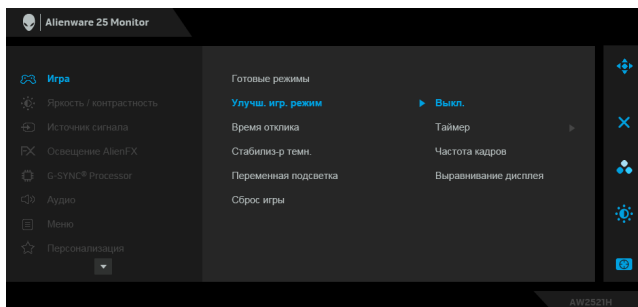 Alienware 25 Monitor
Игра
Яркость / контрастность
Источник сигнала
FX Освещение AlienFX
G-SYNC® Processor
Аудио
Меню
Персонализация
Готовые режимы
Улучш. игр. режим
Время отклика
Стабилиз-р темн.
Переменная подсветка
Сброс игры
Выкл.
Таймер
Частота кадров
Выравнивание дисплея
AW2521H